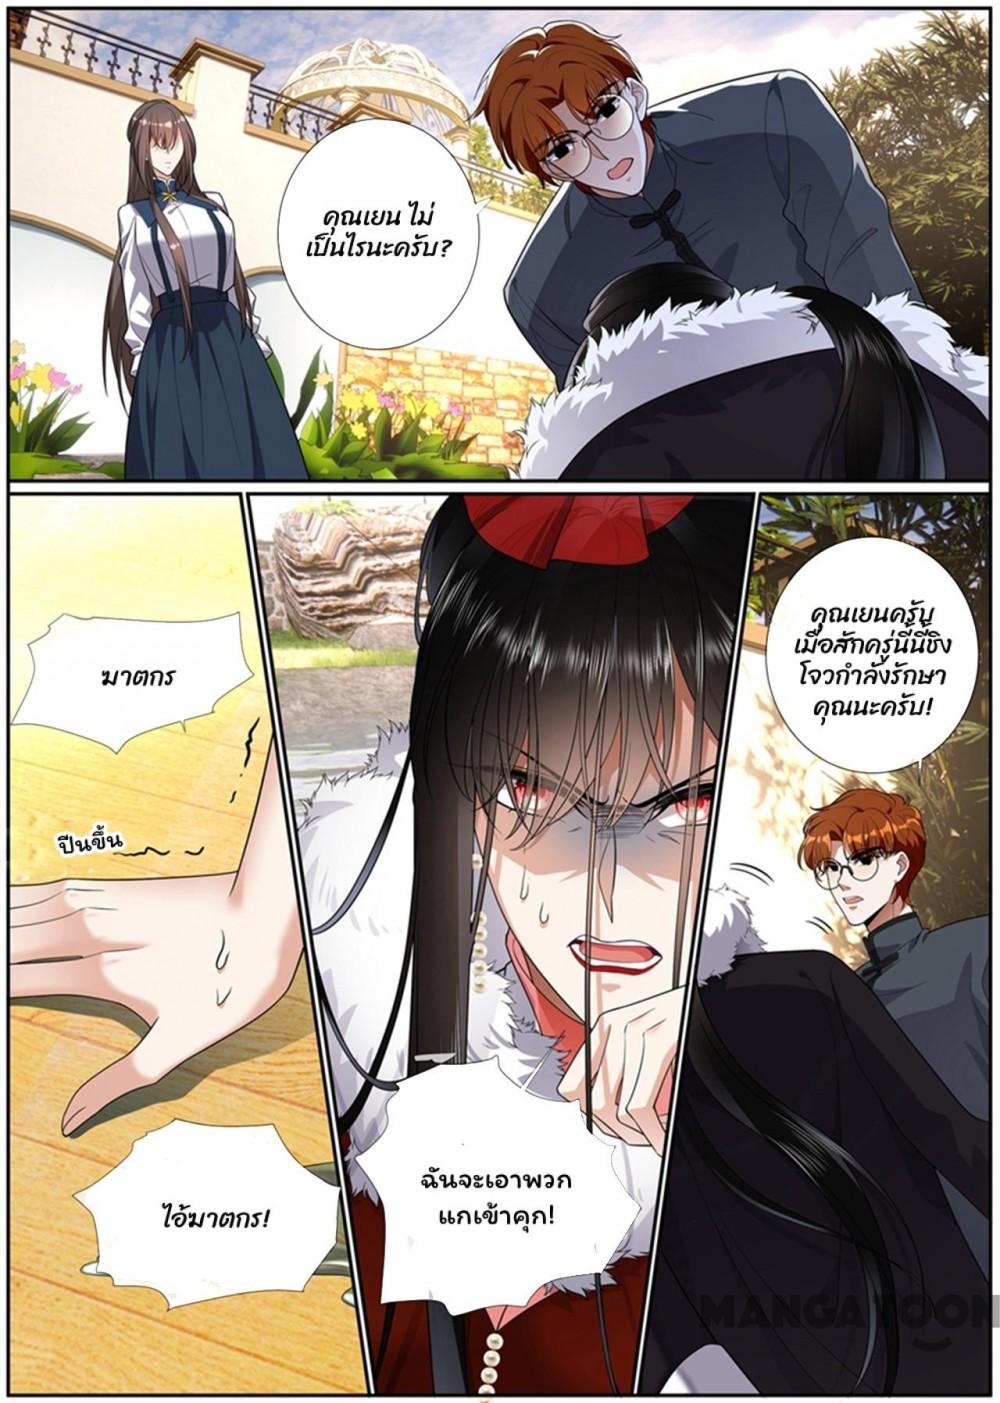 คุณเยน ไม่
เป็นไรนะครับ?
ฆาตกร
ปีนขึ้น
ไอ้ฆาตกร!
ฉันจะเอาพวก
แกเข้าคุก!
คุณเยนครับ
เมื่อสักครู่นี้นี้ชิง
โจวกำลังรักษา
คุณนะครับ!
MANGATOON